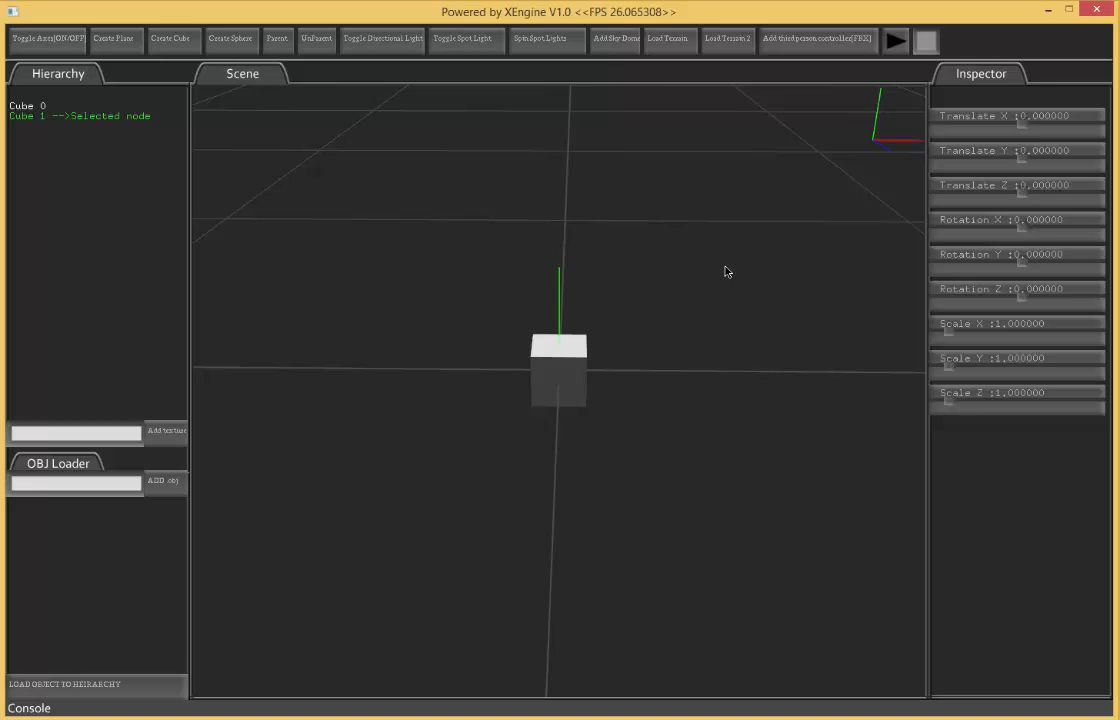 Powered by XEngine V1.0 <<FPS 26.065308>>
Toggle Axes[ON/OFF] Create Plane Create Cube Create Sphere Parent UnParent Toggle Directional Light Toggle Spot Light Spin Spot Lights Add Sky Dome Load Terrain Load Terrain 2 Add third person controller[FBX]
Hierarchy
Scene
Inspector
Cube 0
Cube 1 -->Selected node
Translate X :0.000000
Translate Y :0.000000
Translate Z :0.000000
Rotation X :0.000000
Rotation Y :0.000000
Rotation Z :0.000000
Scale X :1.000000
Scale Y :1.000000
Scale Z :1.000000
Add texture
OBJ Loader
ADD .obj
LOAD OBJECT TO HEIRARCHY
Console